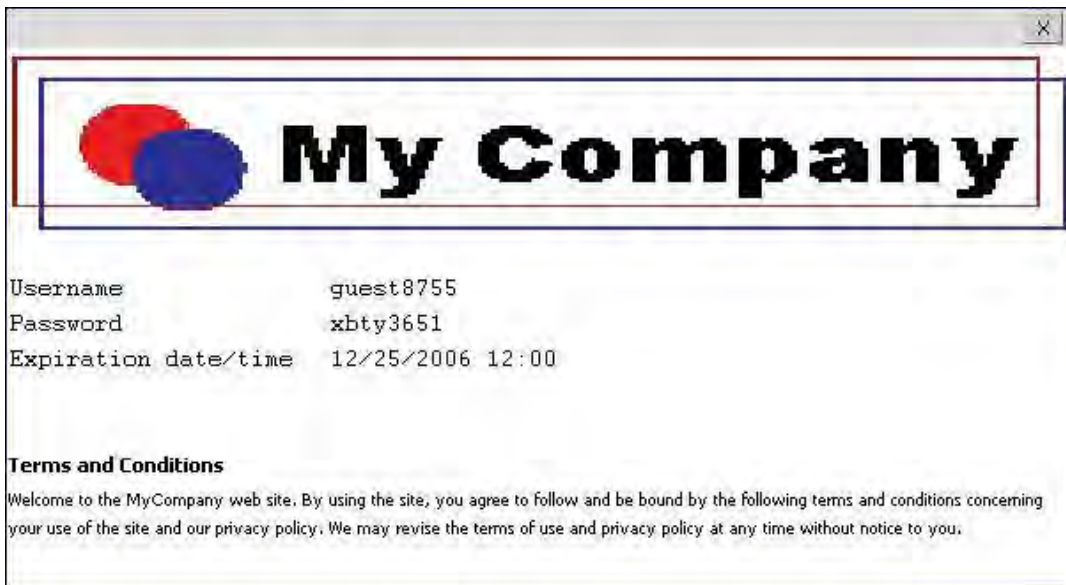 X
My Company
Username guest8755
Password xbty3651
Expiration date/time 12/25/2006 12:00
Terms and Conditions
Welcome to the MyCompany web site. By using the site, you agree to follow and be bound by the following terms and conditions concerning
your use of the site and our privacy policy. We may revise the terms of use and privacy policy at any time without notice to you.